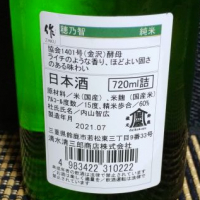 作 穂乃智 純米
協会1401号(金沢)酵母
ライチのような香り、ほどよい固さ
のある味わい
日本酒 720ml詰
原材料/米(国産)、米麹(国産米)
アルコール度数/15度、精米歩合/60%
杜氏氏名/内山智広
製造年月
2021.07
三重県鈴鹿市若松東三丁目9番33号
清水清三郎商店株式会社
4 983422 310222